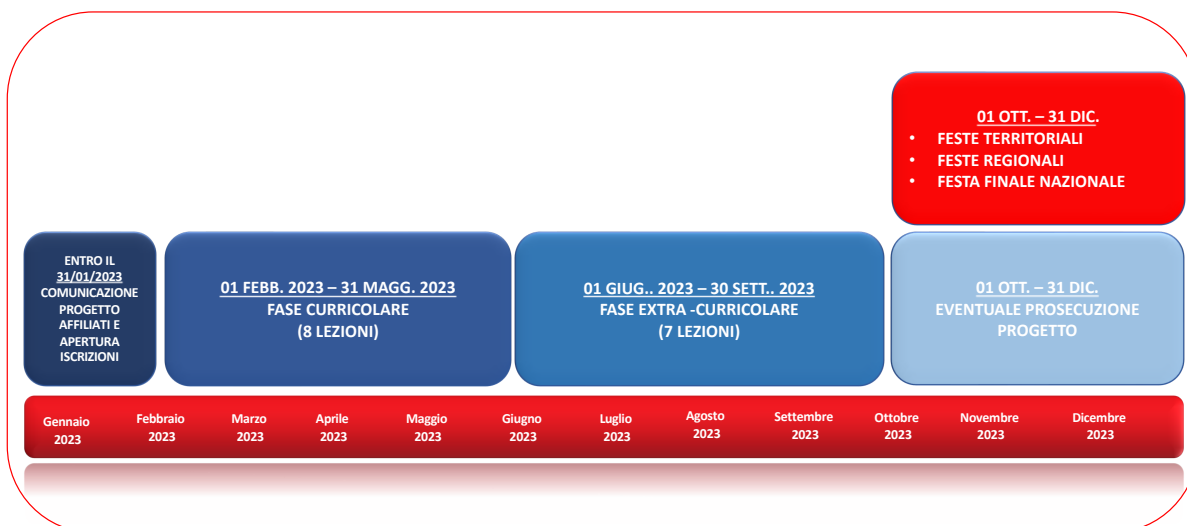 01 OTT. – 31 DIC.
• FESTE TERRITORIALI
• FESTE REGIONALI
• FESTA FINALE NAZIONALE
ENTRO IL
31/01/2023
COMUNICAZIONE
PROGETTO
AFFILIATI E
APERTURA
ISCRIZIONI
01 FEBB. 2023 – 31 MAGG. 2023
FASE CURRICOLARE
(8 LEZIONI)
01 GIUG.. 2023 – 30 SETT.. 2023
FASE EXTRA -CURRICOLARE
(7 LEZIONI)
01 OTT. – 31 DIC.
EVENTUALE PROSECUZIONE
PROGETTO
Gennaio
2023
Febbraio
2023
Marzo
2023
Aprile
2023
Maggio
2023
Giugno
2023
Luglio
2023
Agosto
2023
Settembre
2023
Ottobre
2023
Novembre
2023
Dicembre
2023